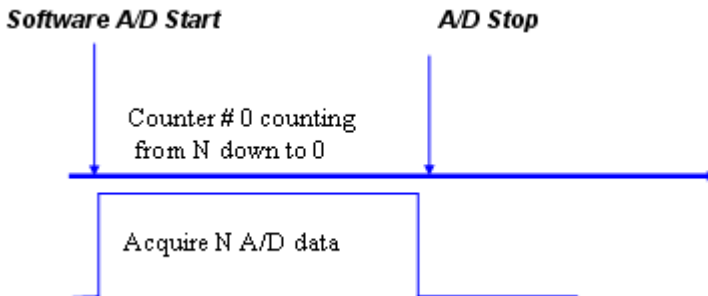 Software A/D Start
A/D Stop
Counter # 0 counting
from N down to 0
Acquire N A/D data